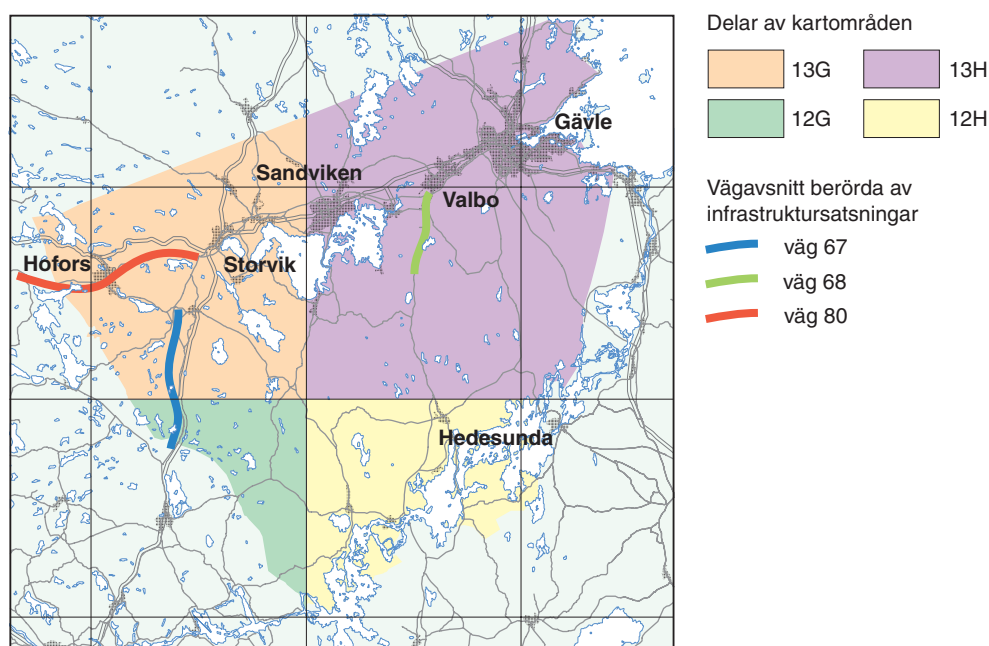 Gävle
Sandviken
Valbo
Hofors
Storvik
Hedesunda
Delar av kartområden
13G
13H
12G
12H
Vägavsnitt berörda av
infrastruktursatsningar
väg 67
väg 68
väg 80